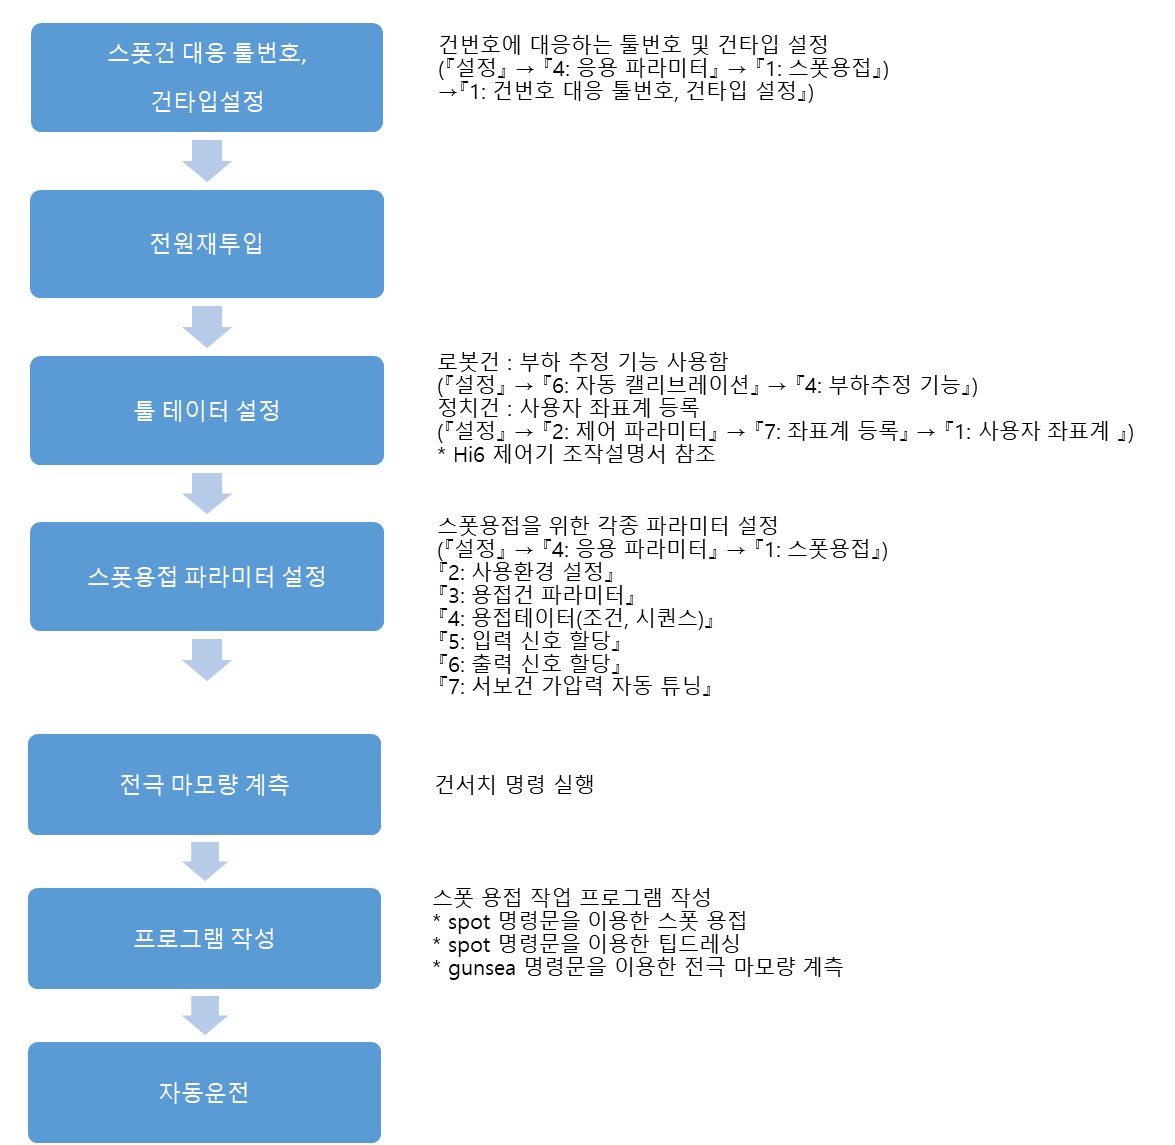 스폿건 대응 툴번호,
건타입설정
건번호에 대응하는 툴번호 및 건타입 설정
(『설정』 → 『4: 응용 파라미터』 → 『1: 스폿용접』)
→『1: 건번호 대응 툴번호, 건타입 설정』)
전원재투입
툴 테이터 설정
로봇건 : 부하 추정 기능 사용함
(『설정』 → 『6: 자동 캘리브레이션』 → 『4: 부하추정 기능』)
정치건 : 사용자 좌표계 등록
(『설정』 → 『2: 제어 파라미터』 → 『7: 좌표계 등록』 → 『1: 사용자 좌표계 』)
* Hi6 제어기 조작설명서 참조
스폿용접 파라미터 설정
스폿용접을 위한 각종 파라미터 설정
(『설정』 → 『4: 응용 파라미터』 → 『1: 스폿용접』)
『2: 사용환경 설정』
『3: 용접건 파라미터』
『4: 용접테이터(조건, 시퀀스)』
『5: 입력 신호 할당』
『6: 출력 신호 할당』
『7: 서보건 가압력 자동 튜닝』
전극 마모량 계측
건서치 명령 실행
프로그램 작성
스폿 용접 작업 프로그램 작성
* spot 명령문을 이용한 스폿 용접
* spot 명령문을 이용한 팁드레싱
* gunsea 명령문을 이용한 전극 마모량 계측
자동운전